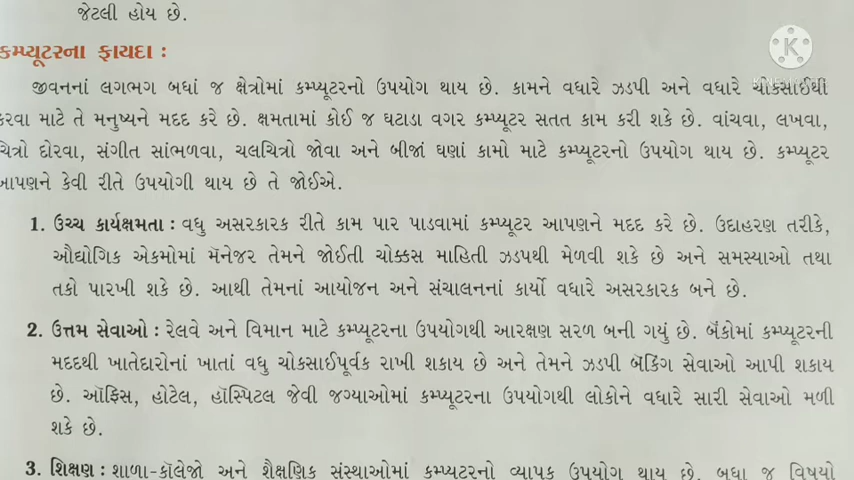 જેટલી હોય છે.
કમ્પ્યૂટરના ફાયદા :
જીવનનાં લગભગ બધાં જ ક્ષેત્રોમાં કમ્પ્યૂટરનો ઉપયોગ થાય છે. કામને વધારે ઝડપી અને વધારે ચોકસાઈથી
કરવા માટે તે મનુષ્યને મદદ કરે છે. ક્ષમતામાં કોઈ જ ઘટાડા વગર કમ્પ્યૂટર સતત કામ કરી શકે છે. વાંચવા, લખવા,
ચિત્રો દોરવા, સંગીત સાંભળવા, ચલચિત્રો જોવા અને બીજાં ઘણાં કામો માટે કમ્પ્યૂટરનો ઉપયોગ થાય છે. કમ્પ્યૂટર
આપણને કેવી રીતે ઉપયોગી થાય છે તે જોઈએ.
1. ઉચ્ચ કાર્યક્ષમતા : વધુ અસરકારક રીતે કામ પાર પાડવામાં કમ્પ્યૂટર આપણને મદદ કરે છે. ઉદાહરણ તરીકે,
ઔદ્યોગિક એકમોમાં મૅનેજર તેમને જોઈતી ચોક્કસ માહિતી ઝડપથી મેળવી શકે છે અને સમસ્યાઓ તથા
તકો પારખી શકે છે. આથી તેમનાં આયોજન અને સંચાલનનાં કાર્યો વધારે અસરકારક બને છે.
2. ઉત્તમ સેવાઓ : રેલવે અને વિમાન માટે કમ્પ્યૂટરના ઉપયોગથી આરક્ષણ સરળ બની ગયું છે. બૅંકોમાં કમ્પ્યૂટરની
મદદથી ખાતેદારોનાં ખાતાં વધુ ચોકસાઈપૂર્વક રાખી શકાય છે અને તેમને ઝડપી બૅંકિંગ સેવાઓ આપી શકાય
છે. ઑફિસ, હોટેલ, હૉસ્પિટલ જેવી જગ્યાઓમાં કમ્પ્યૂટરના ઉપયોગથી લોકોને વધારે સારી સેવાઓ મળી
શકે છે.
3. શિક્ષણ : શાળા-કૉલેજો અને શૈક્ષણિક સંસ્થાઓમાં કમ્પ્યૂટરનો વ્યાપક ઉપયોગ થાય છે. બધા જ વિષયો